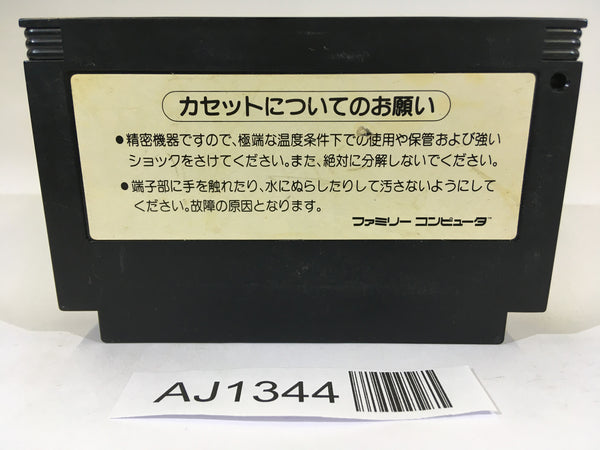 カセットについてのお願い
●精密機器ですので、極端な温度条件下での使用や保管および強い
ショックをさけてください。また、絶対に分解しないでください。
●端子部に手を触れたり、水にぬらしたりして汚さないようにして
ください。故障の原因となります。
ファミリーコンピュータ™
AJ1344